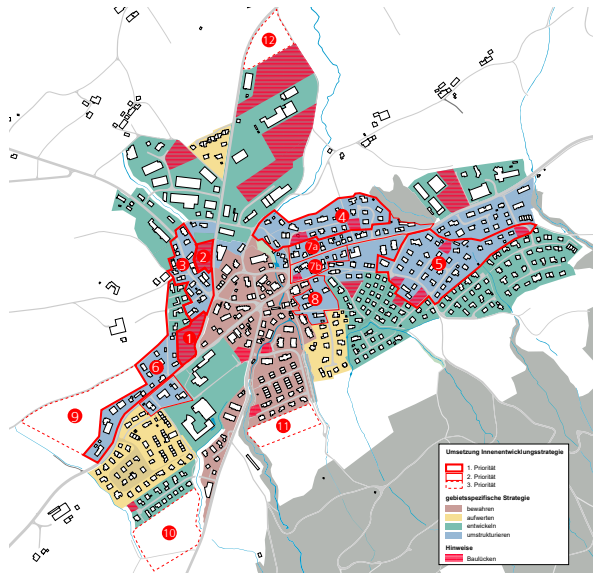 12
4
7a
2
3
7b
5
8
1
6
9
11
10
Umsetzung Innenentwicklungsstrategie
1. Priorität
2. Priorität
3. Priorität
gebietsspezifische Strategie
bewahren
aufwerten
entwickeln
umstrukturieren
Hinweise
Baulücken